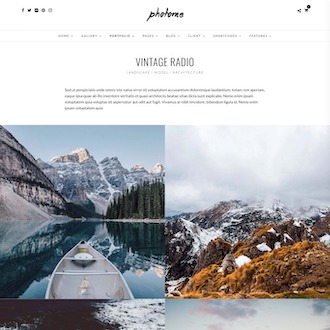 photome
HOME GALLERY PORTFOLIO PAGES BLOG CLIENT SHORTCODES FEATURES
VINTAGE RADIO
LANDSCAPE / MODEL / ARCHITECTURE
Sed ut perspiciatis unde omnis iste natus error sit voluptatem accusantium doloremque laudantium, totam rem aperiam,
eaque ipsa quae ab illo inventore veritatis et quasi architecto beatae vitae dicta sunt explicabo. Nemo enim ipsam
voluptatem quia voluptas sit aspernatur aut odit aut fugit. Vivamus at nibh tincidunt, bibendum ligula id. Nemo enim ipsam
voluptatem quia